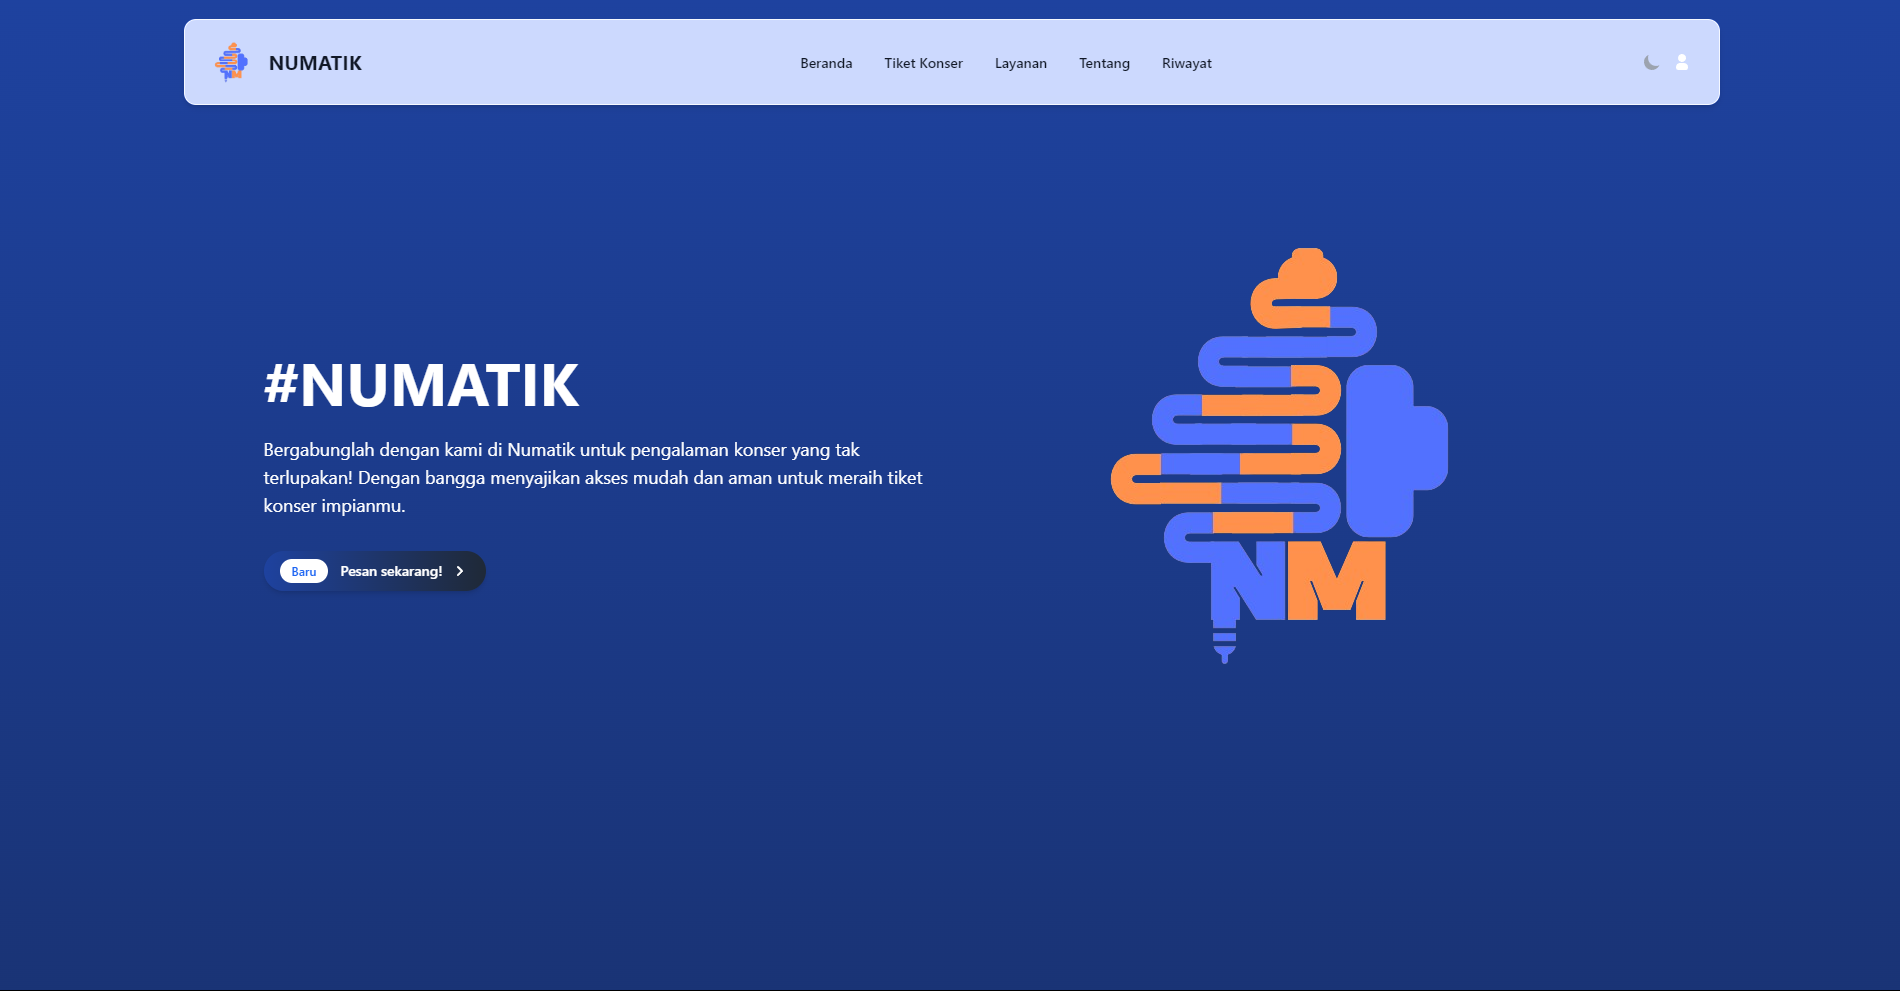 NM
NUMATIK
Beranda
Tiket Konser
Layanan
Tentang
Riwayat
#NUMATIK
Bergabunglah dengan kami di Numatik untuk pengalaman konser yang tak
terlupakan! Dengan bangga menyajikan akses mudah dan aman untuk meraih tiket
konser impianmu.
Baru
Pesan sekarang!
NM